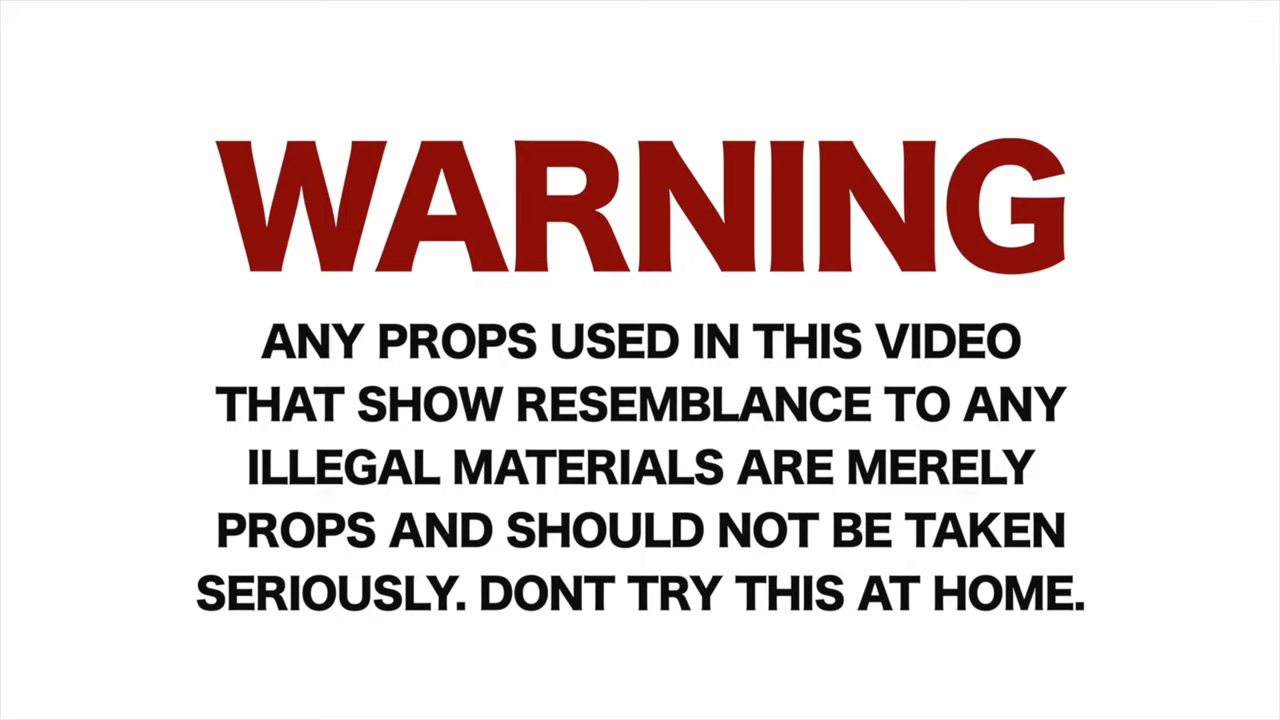 WARNING
ANY PROPS USED IN THIS VIDEO
THAT SHOW RESEMBLANCE TO ANY
ILLEGAL MATERIALS ARE MERELY
PROPS AND SHOULD NOT BE TAKEN
SERIOUSLY. DONT TRY THIS AT HOME.